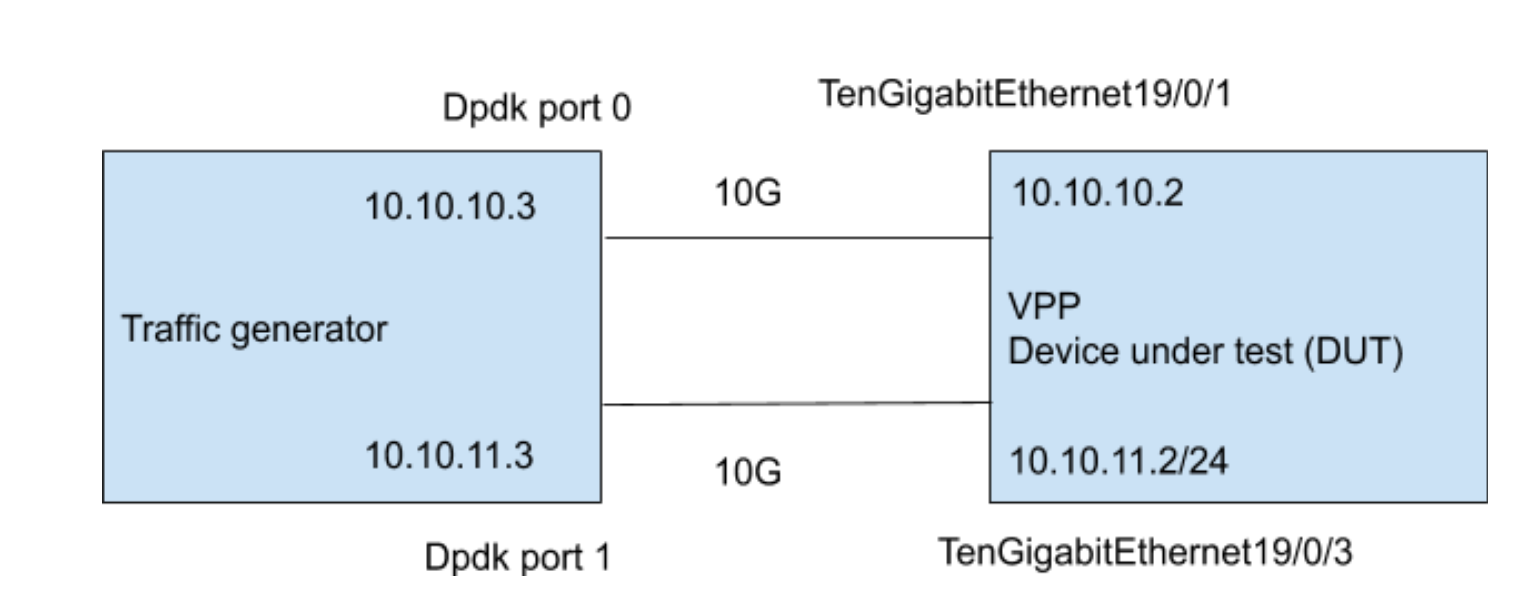 Dpdk port 0
TenGigabitEthernet19/0/1
10.10.10.3
10G
10.10.10.2
Traffic generator
VPP
Device under test (DUT)
10.10.11.3
10G
10.10.11.2/24
Dpdk port 1
TenGigabitEthernet19/0/3